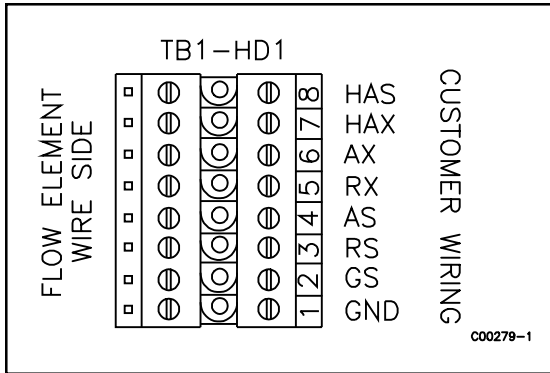 TB1-HD1
FLOW ELEMENT
WIRE SIDE
8 HAS
7 HAX
6 AX
5 RX
4 AS
3 RS
2 GS
1 GND
CUSTOMER WIRING
C00279-1